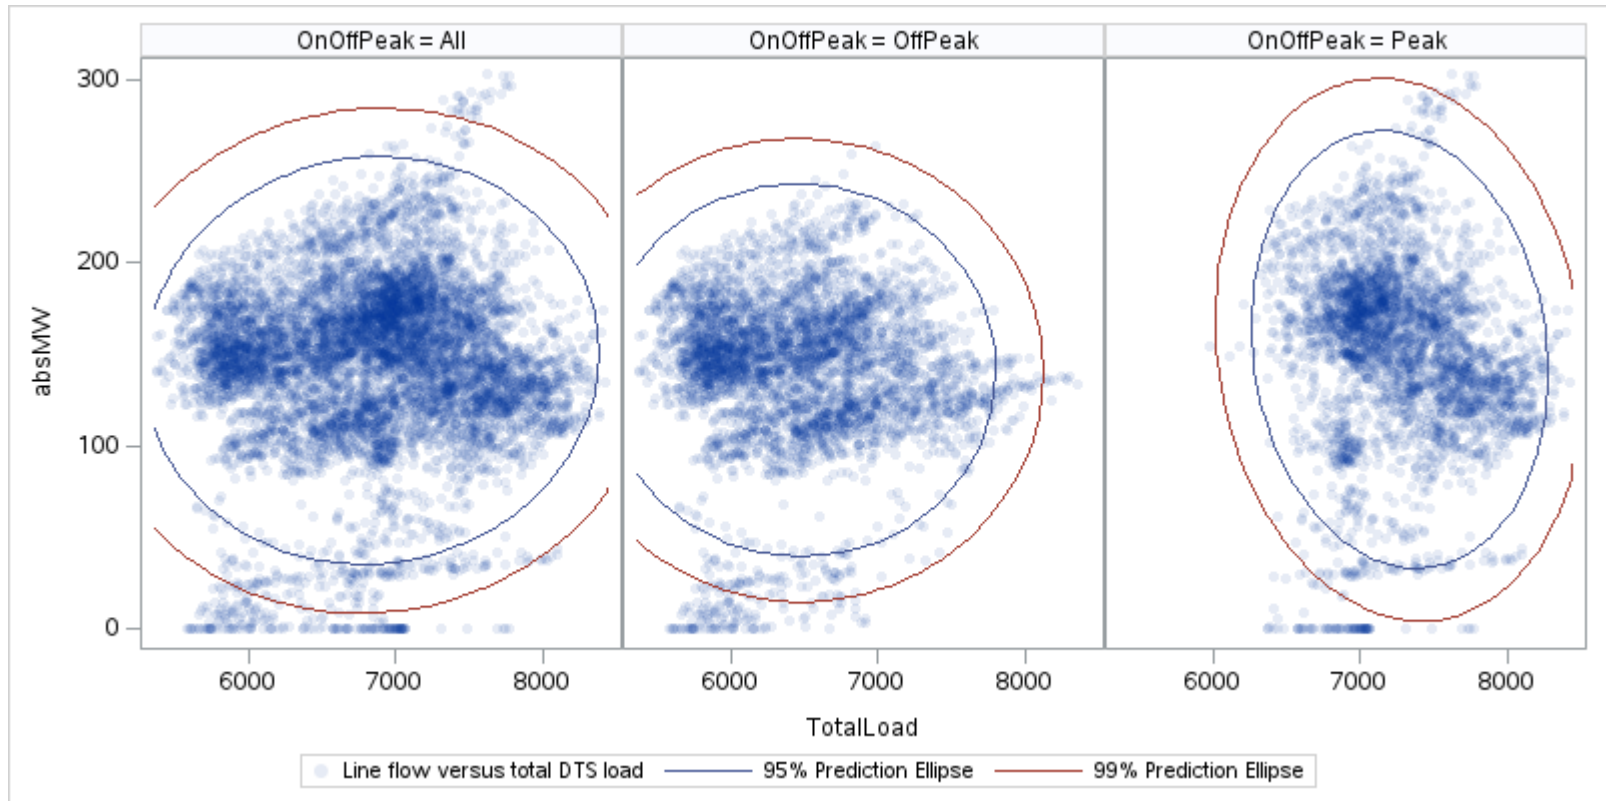 OnOffPeak = All
OnOffPeak = OffPeak
OnOffPeak = Peak
300
200
100
0
absMW
6000 7000 8000
6000 7000 8000
6000 7000 8000
TotalLoad
Line flow versus total DTS load
95% Prediction Ellipse
99% Prediction Ellipse